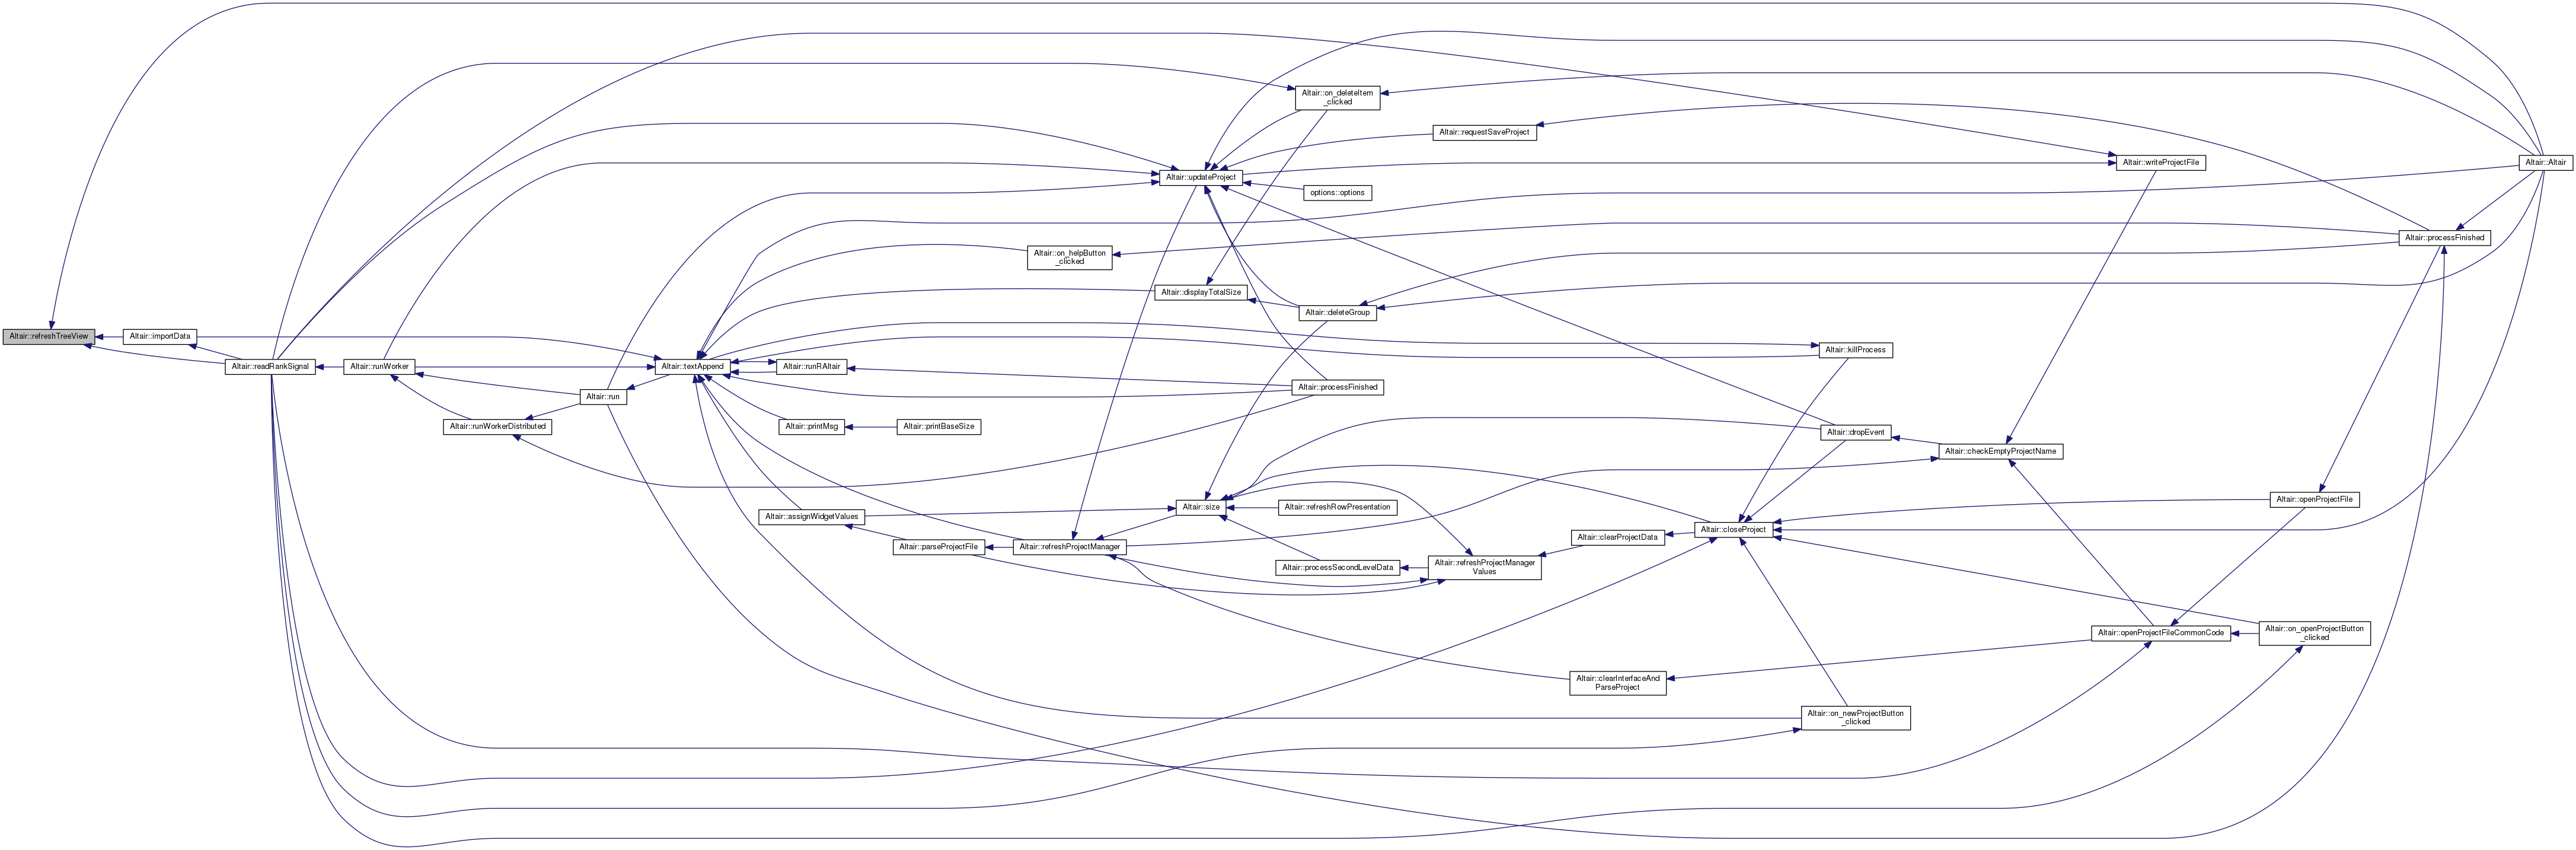 Altair::refreshTreeView
Altair::importData
Altair::readRankSignal
Altair::runWorker
Altair::runWorkerDistributed
Altair::run
Altair::textAppend
Altair::runRAltair
Altair::printMsg
Altair::printBaseSize
Altair::assignWidgetValues
Altair::parseProjectFile
Altair::on_helpButton
_clicked
Altair::refreshProjectManager
Altair::updateProject
Altair::displayTotalSize
Altair::size
Altair::on_deleteItem
_clicked
Altair::requestSaveProject
options::options
Altair::deleteGroup
Altair::processFinished
Altair::refreshRowPresentation
Altair::processSecondLevelData
Altair::refreshProjectManager
Values
Altair::clearProjectData
Altair::clearInterfaceAnd
ParseProject
Altair::closeProject
Altair::killProcess
Altair::dropEvent
Altair::on_newProjectButton
_clicked
Altair::checkEmptyProjectName
Altair::writeProjectFile
Altair::openProjectFileCommonCode
Altair::openProjectFile
Altair::on_openProjectButton
_clicked
Altair::processFinished
Altair::Altair